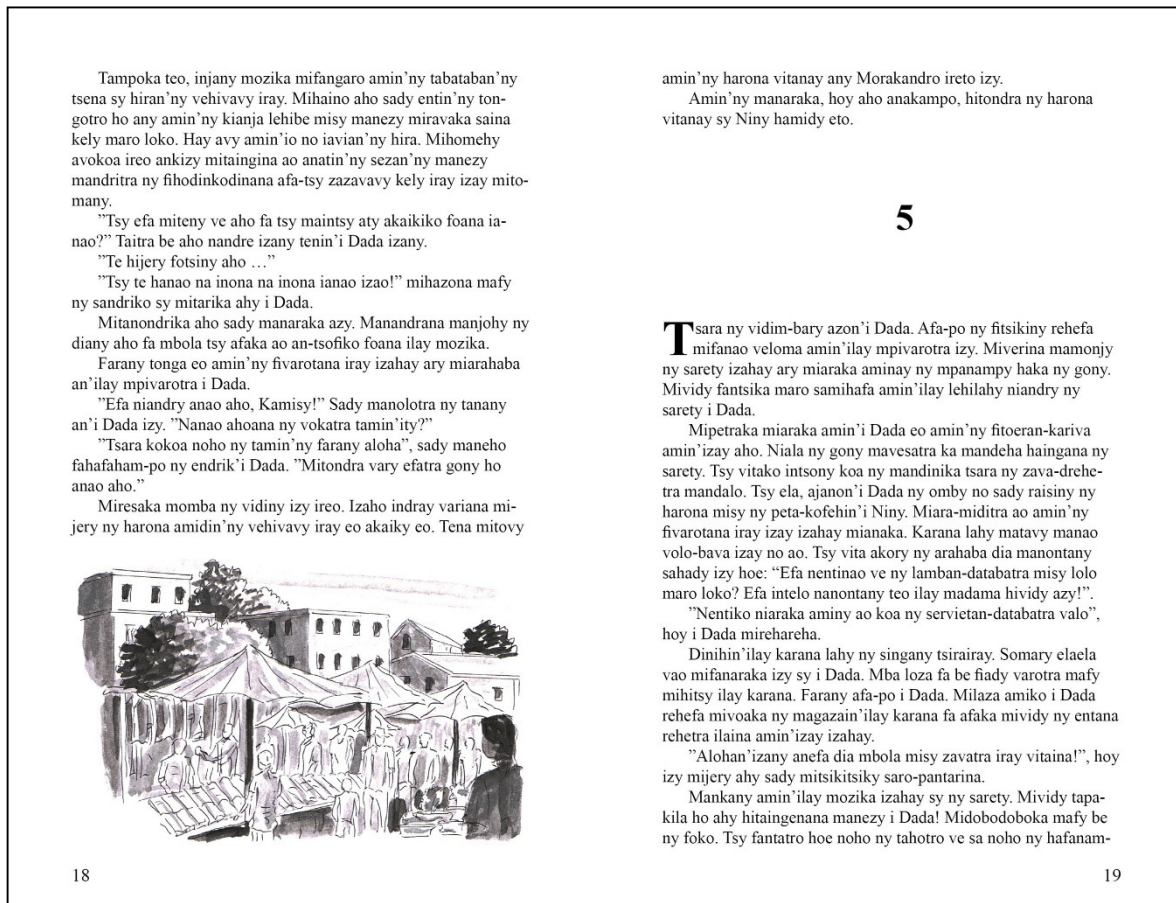 Tampoka teo, injany mozika mifangaro amin’ny tabataban’ny
tsena sy hiran’ny vehivavy iray. Mihaino aho sady entin’ny ton-
gotro ho any amin’ny kianja lehibe misy manezy miravaka saina
kely maro loko. Hay avy amin’io no iavian’ny hira. Mihomehy
avokoa ireo ankizy mitaingina ao anatin’ny sezan’ny manezy
mandritra ny fihodinkodinana afa-tsy zazavavy kely iray izay mito-
many.
”Tsy efa miteny ve aho fa tsy maintsy aty akaikiko foana ia-
nao?” Taitra be aho nandre izany tenin’i Dada izany.
”Te hijery fotsiny aho …”
”Tsy te hanao na inona na inona ianao izao!” mihazona mafy
ny sandriko sy mitarika ahy i Dada.
Mitanondrika aho sady manaraka azy. Manandrana manjohy ny
diany aho fa mbola tsy afaka ao an-tsofiko foana ilay mozika.
Farany tonga eo amin’ny fivarotana iray izahay ary miarahaba
an’ilay mpivarotra i Dada.
”Efa niandry anao aho, Kamisy!” Sady manolotra ny tanany
an’i Dada izy. ”Nanao ahoana ny vokatra tamin’ity?”
”Tsara kokoa noho ny tamin’ny farany aloha”, sady maneho
fahafaham-po ny endrik’i Dada. ”Mitondra vary efatra gony ho
anao aho.”
Miresaka momba ny vidiny izy ireo. Izaho indray variana mi-
jery ny harona amidin’ny vehivavy iray eo akaiky eo. Tena mitovy
18
amin’ny harona vitanay any Morakandro ireto izy.
Amin’ny manaraka, hoy aho anakampo, hitondra ny harona
vitanay sy Niny hamidy eto.
5
Tsara ny vidim-bary azon’i Dada. Afa-po ny fitsikiny rehefa
mifanao veloma amin’ilay mpivarotra izy. Miverina mamonjy
ny sarety izahay ary miaraka aminay ny mpanampy haka ny gony.
Mividy fantsika maro samihafa amin’ilay lehilahy niandry ny
sarety i Dada.
Mipetraka miaraka amin’i Dada eo amin’ny fitoeran-kariva
amin’izay aho. Niala ny gony mavesatra ka mandeha haingana ny
sarety. Tsy vitako intsony koa ny mandinika tsara ny zava-drehe-
tra mandalo. Tsy ela, ajanon’i Dada ny omby no sady raisiny ny
harona misy ny peta-kofehin’i Niny. Miara-miditra ao amin’ny
fivarotana iray izay izahay mianaka. Karana lahy matavy manao
volo-bava izay no ao. Tsy vita akory ny arahaba dia manontany
sahady izy hoe: “Efa nentinao ve ny lamban-databatra misy lolo
maro loko? Efa intelo nanontany teo ilay madama hividy azy!”.
”Nentiko niaraka aminy ao koa ny servietan-databatra valo”,
hoy i Dada mirehareha.
Dinihin’ilay karana lahy ny singany tsirairay. Somary elaela
vao mifanaraka izy sy i Dada. Mba loza fa be fiady varotra mafy
mihitsy ilay karana. Farany afa-po i Dada. Milaza amiko i Dada
rehefa mivoaka ny magazain’ilay karana fa afaka mividy ny entana
rehetra ilaina amin’izay izahay.
”Alohan’izany anefa dia mbola misy zavatra iray vitaina!”, hoy
izy mijery ahy sady mitsikitsiky saro-pantarina.
Mankany amin’ilay mozika izahay sy ny sarety. Mividy tapa-
kila ho ahy hitaingenana manezy i Dada! Midobodoboka mafy be
ny foko. Tsy fantatro hoe noho ny tahotro ve sa noho ny hafanam-
19